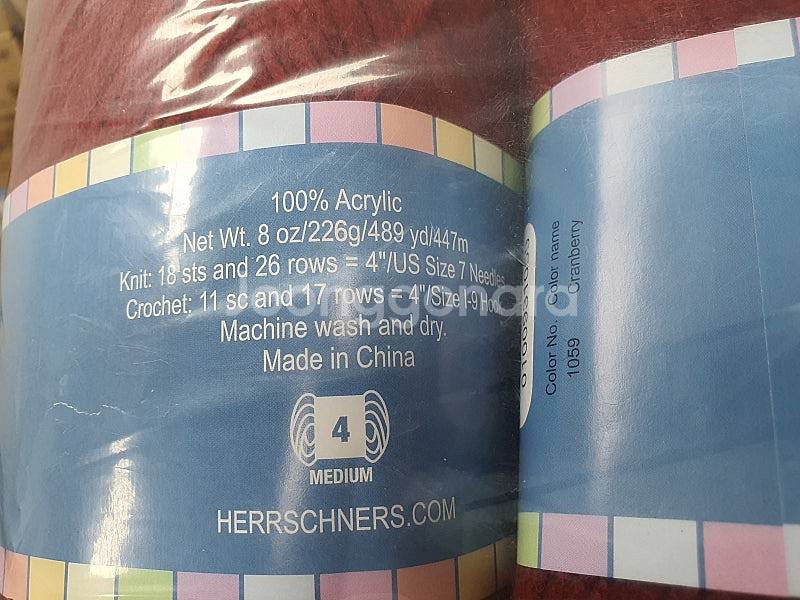 100% Acrylic
Net Wt. 8 oz/226g/489 yd/447m
Knit: 18 sts and 26 rows = 4"/US Size 7 Needles
Crochet: 11 sc and 17 rows = 4"/Size I-9 Hook
Machine wash and dry.
Made in China
4
MEDIUM
HERRSCHNERS.COM
Color No. Color name
1059 Cranberry
Joonggonara